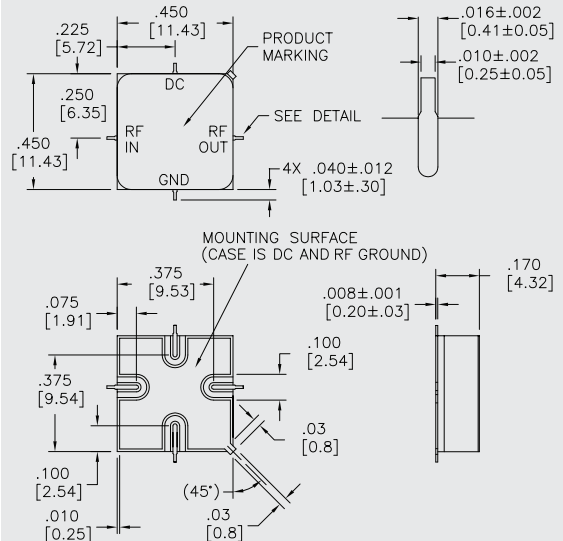 .450
[11.43]
.225
[5.72]
PRODUCT
MARKING
.016±.002
[0.41±0.05]
.010±.002
[0.25±0.05]
DC
.250
[6.35]
SEE DETAIL
RF
IN
RF
OUT
.450
[11.43]
GND
4X .040±.012
[1.03±.30]
MOUNTING SURFACE
(CASE IS DC AND RF GROUND)
.375
[9.53]
.170
[4.32]
.075
[1.91]
.008±.001
[0.20±.03]
.100
[2.54]
.375
[9.54]
.03
[0.8]
.100
[2.54]
(45°)
.010
[0.25]
.03
[0.8]